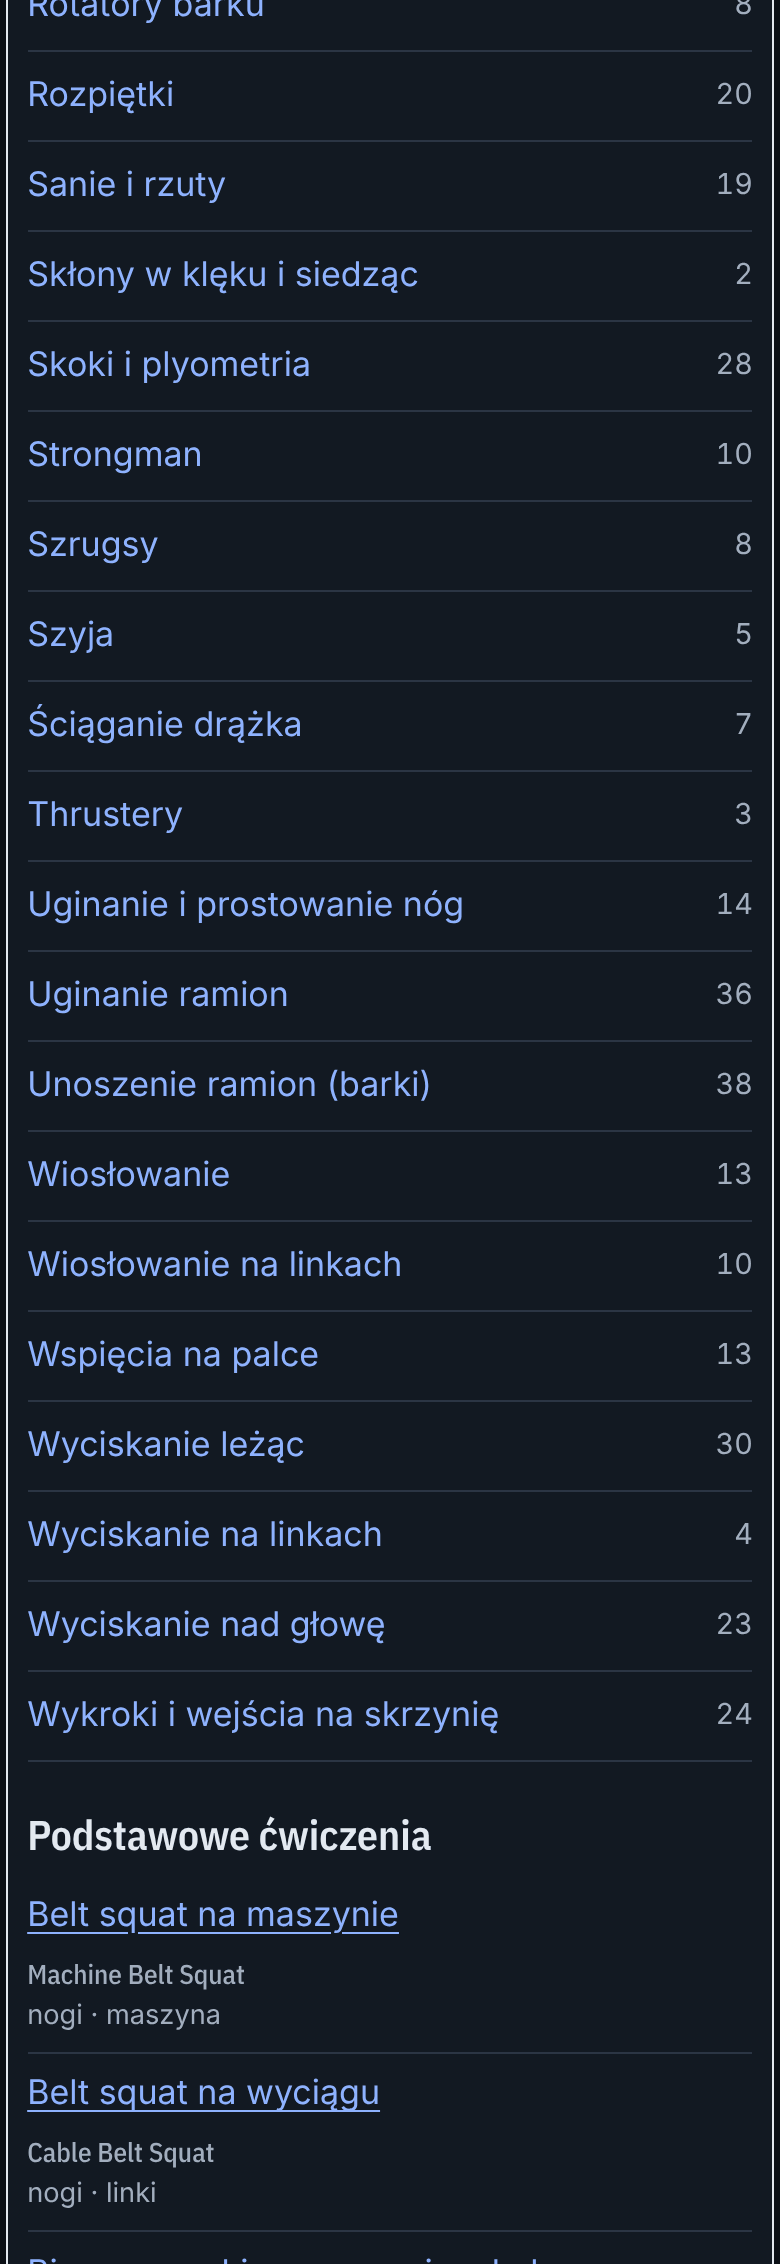 Rotatory barku 8
Rozpiętki 20
Sanie i rzuty 19
Skłony w klęku i siedząc 2
Skoki i plyometria 28
Strongman 10
Szrugsy 8
Szyja 5
Ściąganie drążka 7
Thrustery 3
Uginanie i prostowanie nóg 14
Uginanie ramion 36
Unoszenie ramion (barki) 38
Wiosłowanie 13
Wiosłowanie na linkach 10
Wspięcia na palce 13
Wyciskanie leżąc 30
Wyciskanie na linkach 4
Wyciskanie nad głowę 23
Wykroki i wejścia na skrzynię 24
Podstawowe ćwiczenia
Belt squat na maszynie
Machine Belt Squat
nogi · maszyna
Belt squat na wyciągu
Cable Belt Squat
nogi · linki